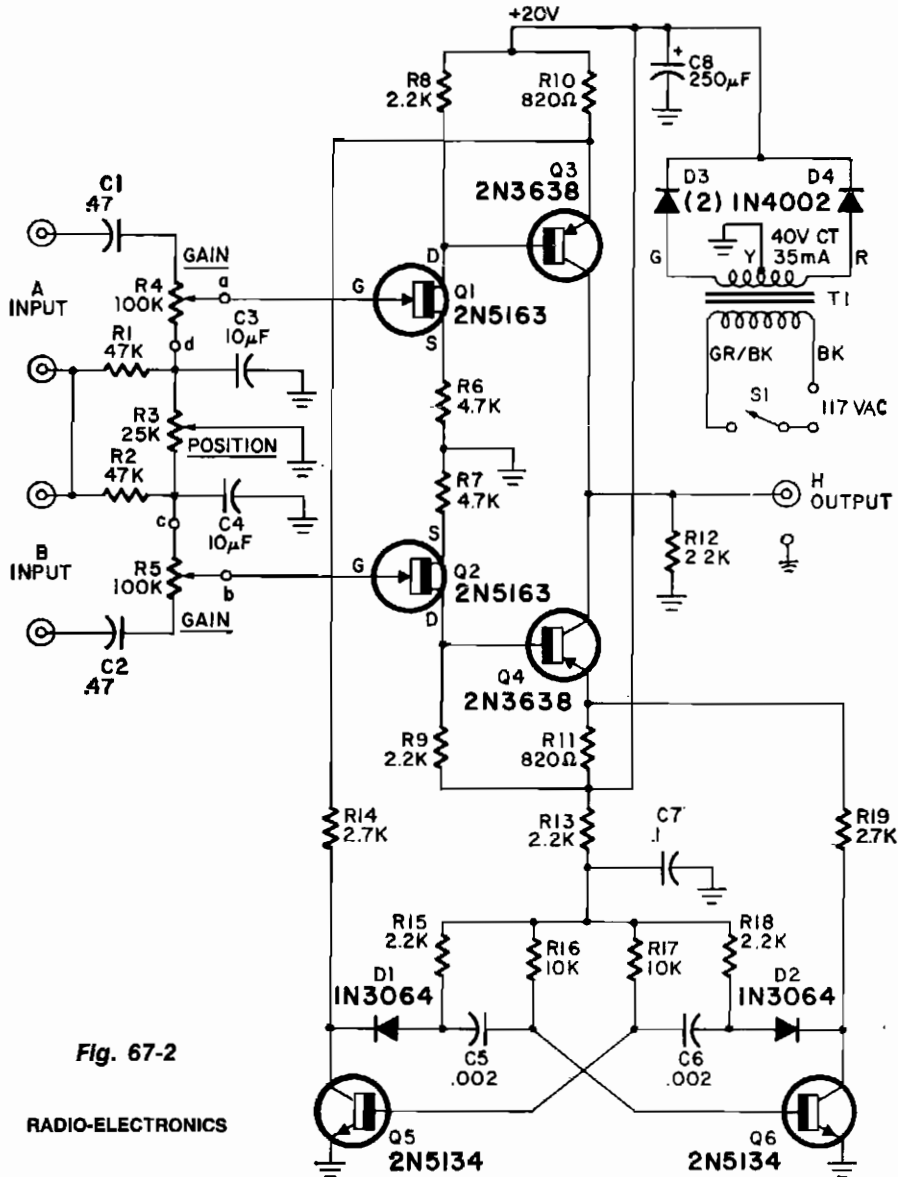 +20V
R8
2.2K
R10
820Ω
C8
250µF
+
Q3
2N3638
D3
D4
(2) 1N4002
40V CT
35mA
G
Y
R
T1
GR/BK
BK
S1
117 VAC
C1
.47
GAIN
A
INPUT
R4
100K
a
d
G
D
S
Q1
2N5163
R1
47K
C3
10µF
R3
25K
POSITION
R2
47K
c
C4
10µF
R6
4.7K
R7
4.7K
H
OUTPUT
R12
2.2K
B
INPUT
R5
100K
b
GAIN
C2
.47
G
S
D
Q2
2N5163
Q4
2N3638
R9
2.2K
R11
820Ω
R14
2.7K
R13
2.2K
C7
.1
R19
2.7K
R15
2.2K
R16
10K
R17
10K
R18
2.2K
D1
1N3064
D2
1N3064
C5
.002
C6
.002
Fig. 67-2
RADIO-ELECTRONICS
Q5
2N5134
Q6
2N5134